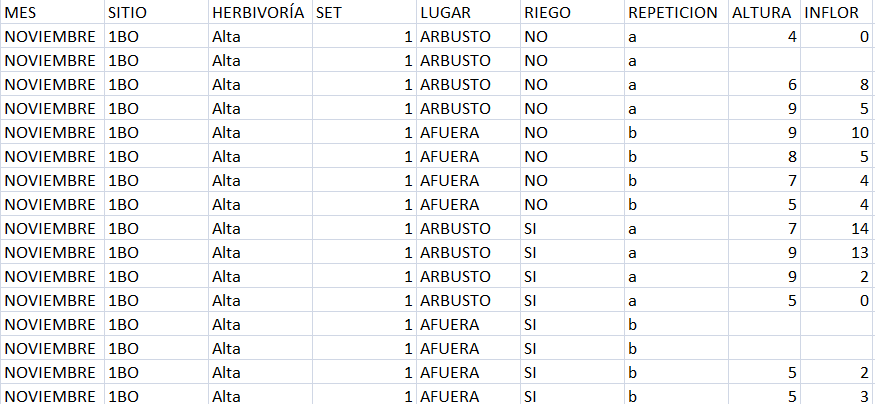 MES SITIO HERBIVORÍA SET LUGAR RIEGO REPETICION ALTURA INFLOR
NOVIEMBRE 1BO Alta 1 ARBUSTO NO a 4 0
NOVIEMBRE 1BO Alta 1 ARBUSTO NO a
NOVIEMBRE 1BO Alta 1 ARBUSTO NO a 6 8
NOVIEMBRE 1BO Alta 1 ARBUSTO NO a 9 5
NOVIEMBRE 1BO Alta 1 AFUERA NO b 9 10
NOVIEMBRE 1BO Alta 1 AFUERA NO b 8 5
NOVIEMBRE 1BO Alta 1 AFUERA NO b 7 4
NOVIEMBRE 1BO Alta 1 AFUERA NO b 5 4
NOVIEMBRE 1BO Alta 1 ARBUSTO SI a 7 14
NOVIEMBRE 1BO Alta 1 ARBUSTO SI a 9 13
NOVIEMBRE 1BO Alta 1 ARBUSTO SI a 9 2
NOVIEMBRE 1BO Alta 1 ARBUSTO SI a 5 0
NOVIEMBRE 1BO Alta 1 AFUERA SI b
NOVIEMBRE 1BO Alta 1 AFUERA SI b
NOVIEMBRE 1BO Alta 1 AFUERA SI b 5 2
NOVIEMBRE 1BO Alta 1 AFUERA SI b 5 3